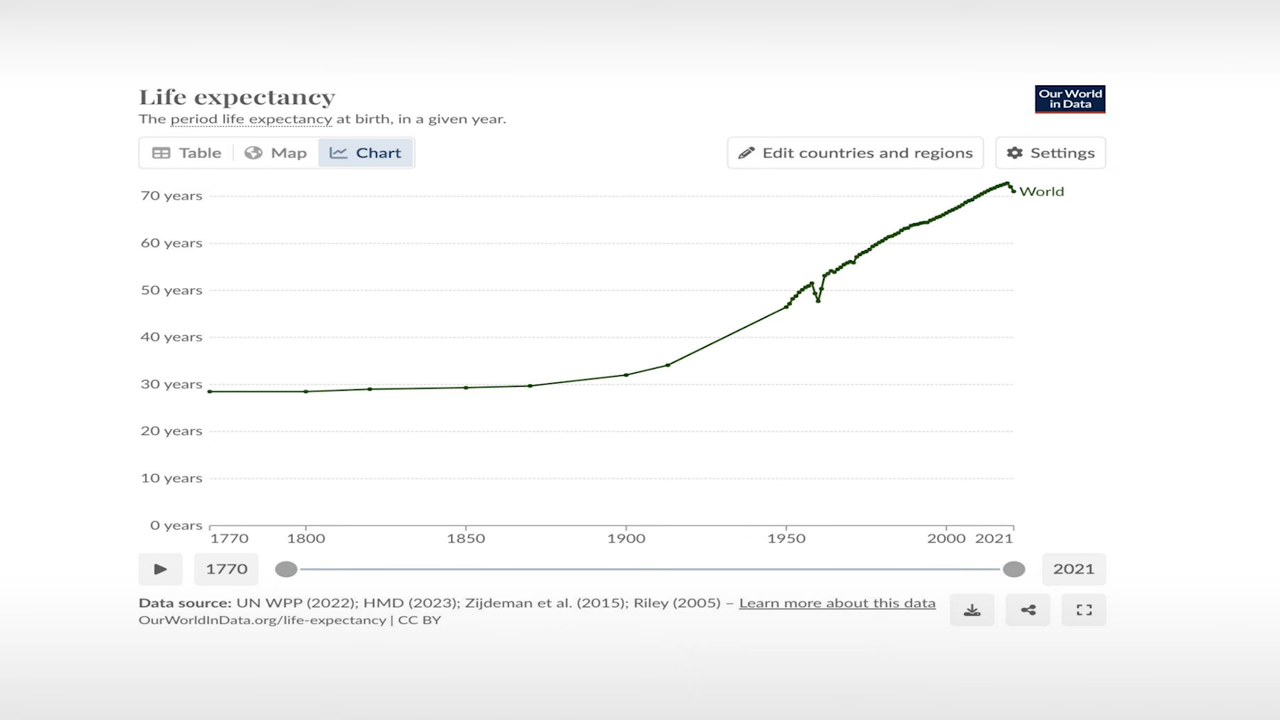 Life expectancy
The period life expectancy at birth, in a given year.
Our World
in Data
Table
Map
Chart
Edit countries and regions
Settings
70 years
World
60 years
50 years
40 years
30 years
20 years
10 years
0 years
1770 1800 1850 1900 1950 2000 2021
1770
2021
Data source: UN WPP (2022); HMD (2023); Zijdeman et al. (2015); Riley (2005) – Learn more about this data
OurWorldInData.org/life-expectancy | CC BY